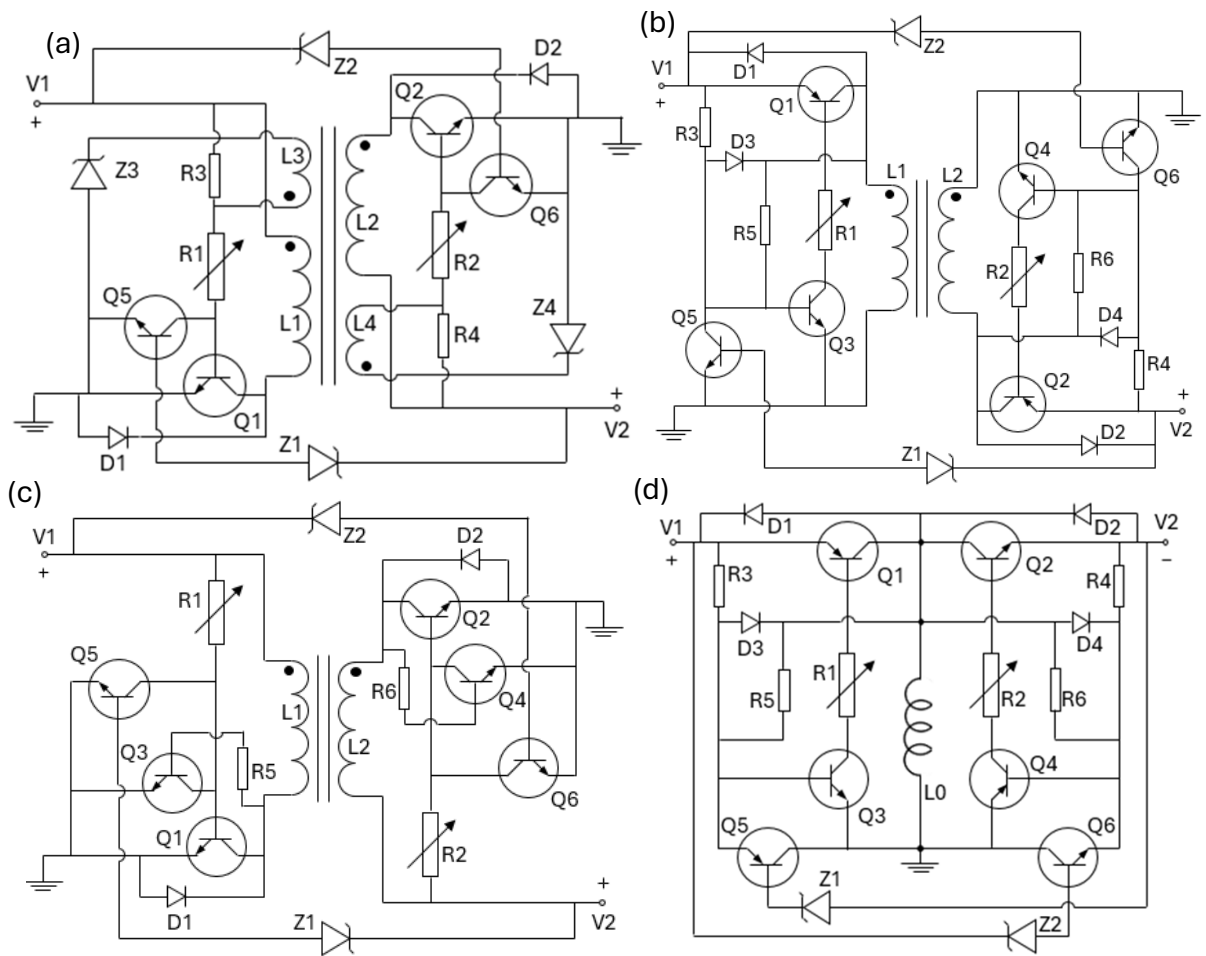 (a)
Z2
D2
V1
+
Q2
Z3
R3
L3
L2
Q6
R1
R2
Q5
L1
L4
R4
Z4
Q1
+
V2
D1
Z1
(b)
Z2
V1
+
D1
Q1
R3
D3
Q4
Q6
L1
L2
R5
R1
R2
R6
Q5
Q3
D4
R4
Q2
+
V2
D2
Z1
(c)
V1
+
Z2
D2
R1
Q2
Q5
R6
Q4
L1
L2
Q3
R5
Q6
Q1
R2
D1
+
V2
Z1
(d)
V1
+
D1
D2
V2
−
Q1
Q2
R3
R4
D3
D4
R5
R1
R2
R6
Q3
L0
Q4
Q5
Q6
Z1
Z2